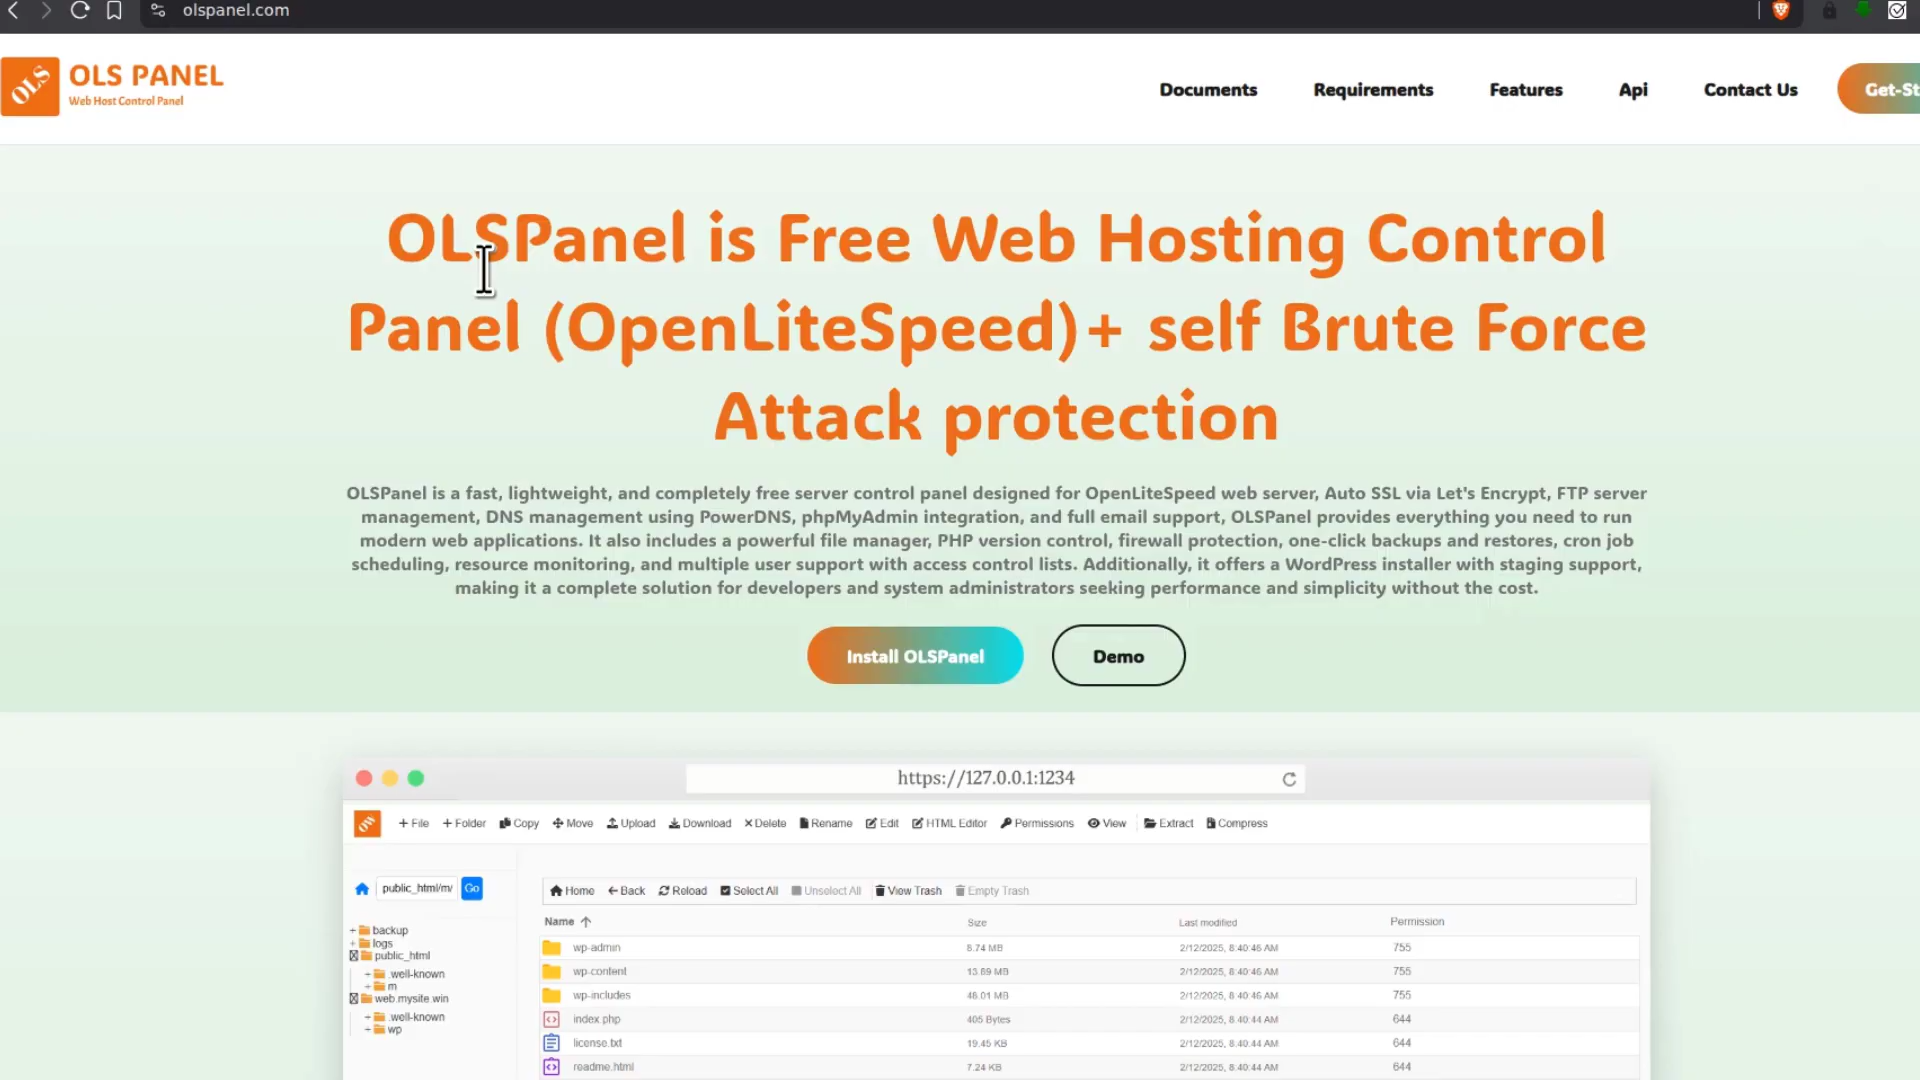 olspanel.com
OLS
OLS PANEL
Web Host Control Panel
Documents
Requirements
Features
Api
Contact Us
Get-St
OLSPanel is Free Web Hosting Control
Panel (OpenLiteSpeed)+ self Brute Force
Attack protection
OLSPanel is a fast, lightweight, and completely free server control panel designed for OpenLiteSpeed web server, Auto SSL via Let's Encrypt, FTP server
management, DNS management using PowerDNS, phpMyAdmin integration, and full email support, OLSPanel provides everything you need to run
modern web applications. It also includes a powerful file manager, PHP version control, firewall protection, one-click backups and restores, cron job
scheduling, resource monitoring, and multiple user support with access control lists. Additionally, it offers a WordPress installer with staging support,
making it a complete solution for developers and system administrators seeking performance and simplicity without the cost.
Install OLSPanel
Demo
https://127.0.0.1:1234
+ File
+ Folder
Copy
Move
Upload
Download
Delete
Rename
Edit
HTML Editor
Permissions
View
Extract
Compress
public_html/m/
Go
backup
logs
public_html
.well-known
m
web.mysite.win
.well-known
wp
Home
Back
Reload
Select All
Unselect All
View Trash
Empty Trash
Name
Size
Last modified
Permission
wp-admin 8.74 MB 2/12/2025, 8:40:46 AM 755
wp-content 13.89 MB 2/12/2025, 8:40:46 AM 755
wp-includes 46.01 MB 2/12/2025, 8:40:46 AM 755
index.php 405 Bytes 2/12/2025, 8:40:44 AM 644
license.txt 19.45 KB 2/12/2025, 8:40:44 AM 644
readme.html 7.24 KB 2/12/2025, 8:40:44 AM 644